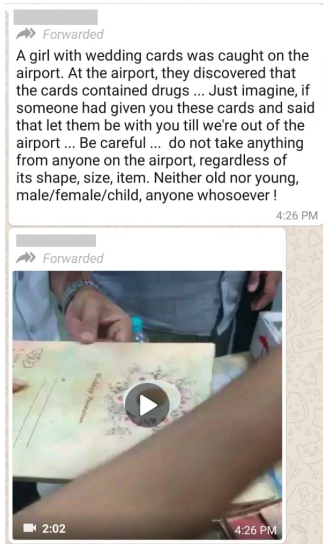 Forwarded
A girl with wedding cards was caught on the
airport. At the airport, they discovered that
the cards contained drugs ... Just imagine, if
someone had given you these cards and said
that let them be with you till we're out of the
airport ... Be careful ... do not take anything
from anyone on the airport, regardless of
its shape, size, item. Neither old nor young,
male/female/child, anyone whosoever !
4:26 PM
Forwarded
2:02
4:26 PM